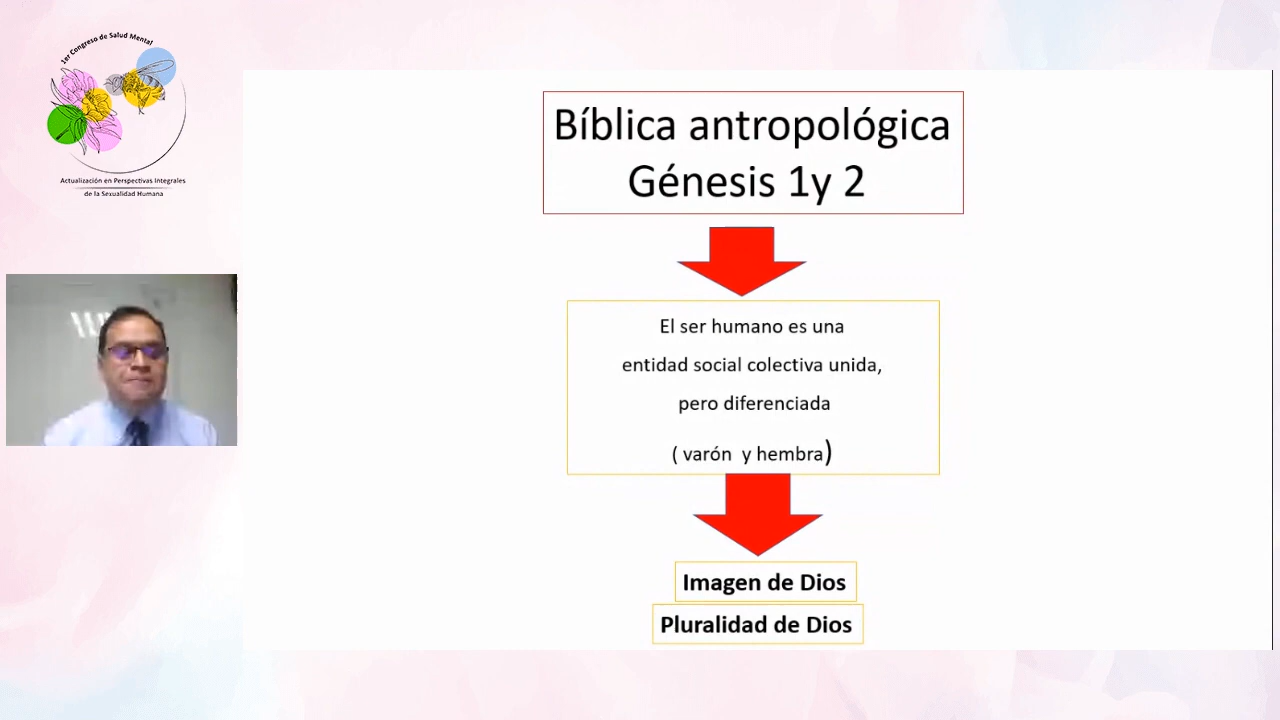 1er Congreso de Salud Mental
Actualización en Perspectivas Integrales
de la Sexualidad Humana
Bíblica antropológica
Génesis 1y 2
El ser humano es una
entidad social colectiva unida,
pero diferenciada
( varón y hembra)
Imagen de Dios
Pluralidad de Dios